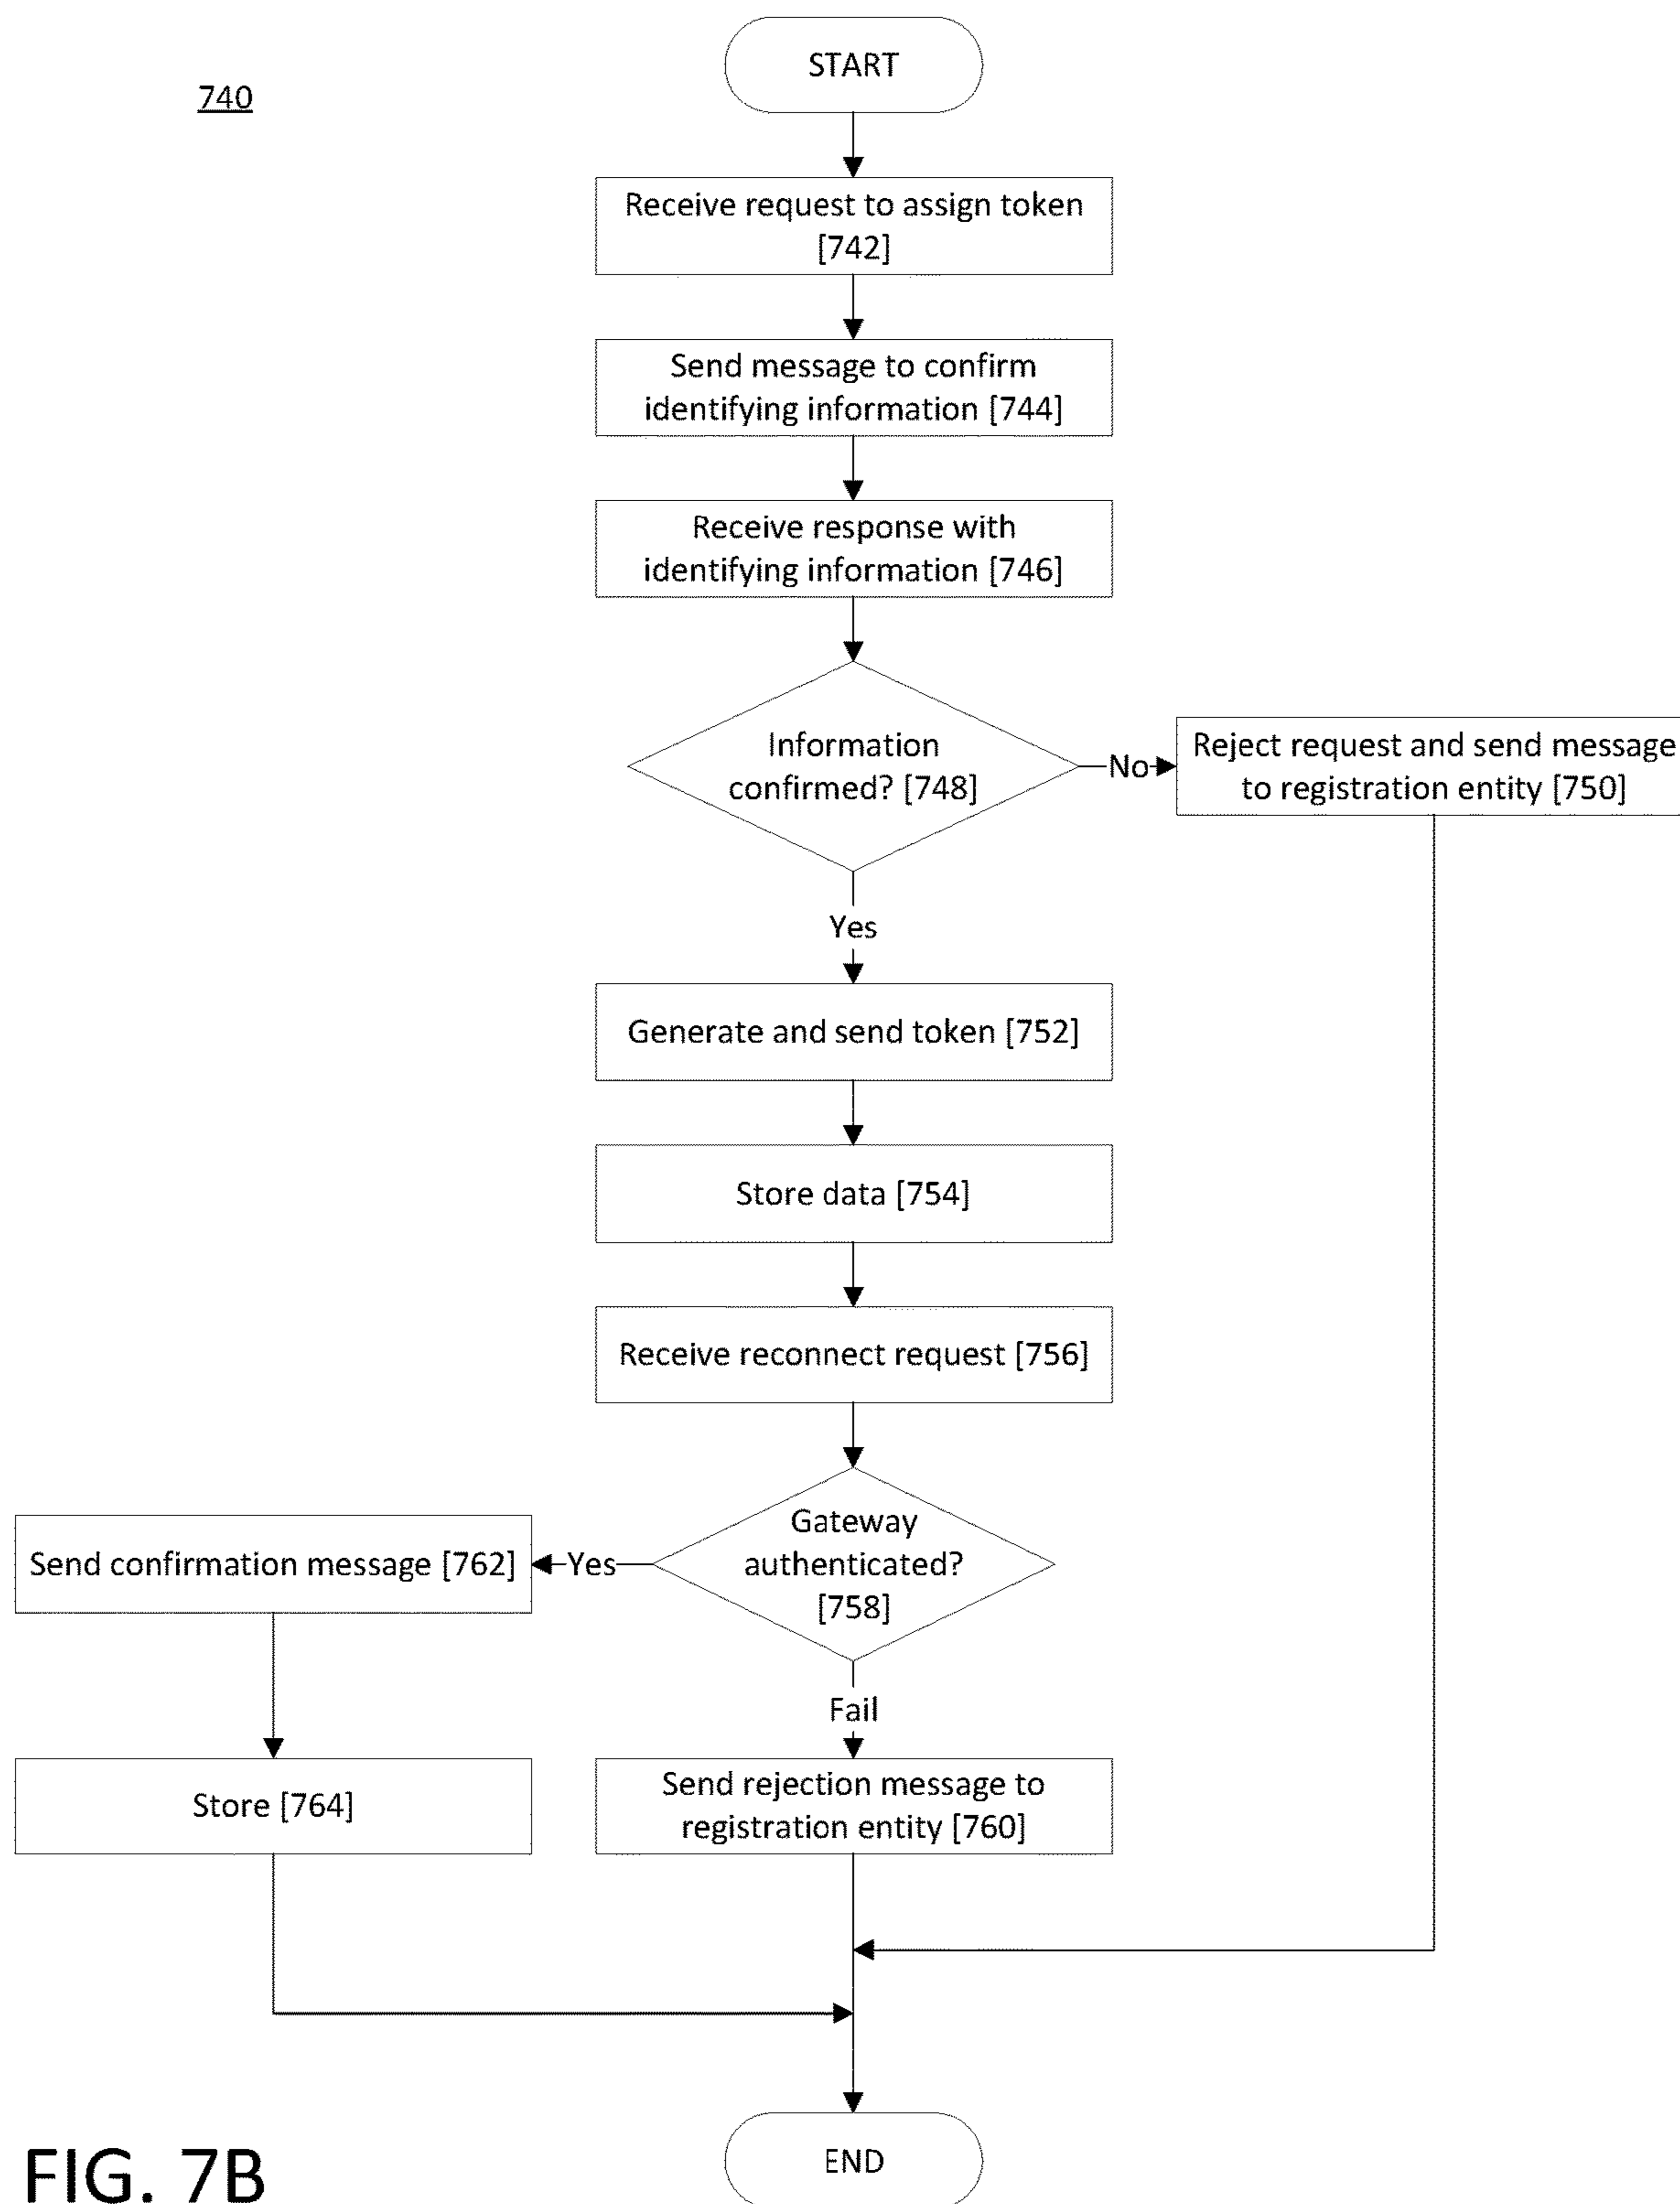 START
740
Receive request to assign token
[742]
Send message to confirm
identifying information [744]
Receive response with
identifying information [746]
Information
confirmed? [748]
No
Reject request and send message
to registration entity [750]
Yes
Generate and send token [752]
Store data [754]
Receive reconnect request [756]
Gateway
authenticated?
[758]
Yes
Send confirmation message [762]
Fail
Store [764]
Send rejection message to
registration entity [760]
END
FIG. 7B